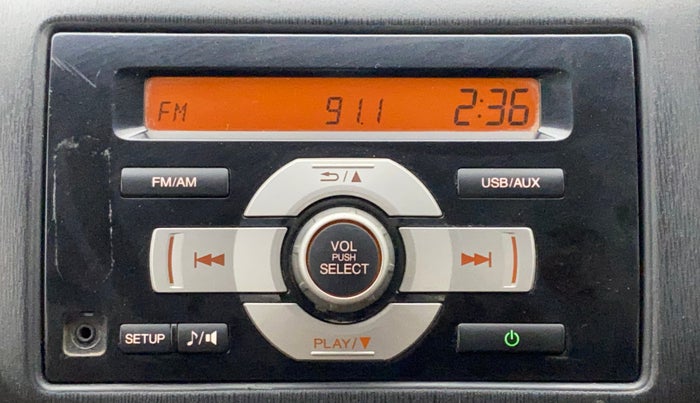 FM 91.1 2:36
FM/AM
/▲
USB/AUX
VOL
PUSH
SELECT
SETUP
PLAY/▼